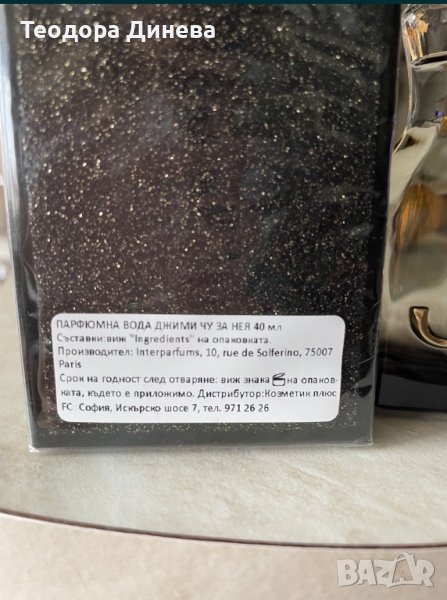 Теодора Динева
ПАРФЮМНА ВОДА ДЖИМИ ЧУ ЗА НЕЯ 40 мл
Съставки:виж "Ingredients" на опаковката.
Производител: Interparfums, 10, rue de Solferino, 75007
Paris
Срок на годност след отваряне: виж знака на опаков-
ката, където е приложимо. Дистрибутор:Козметик плюс
FC София, Искърско шосе 7, тел. 971 26 26
BAZAR